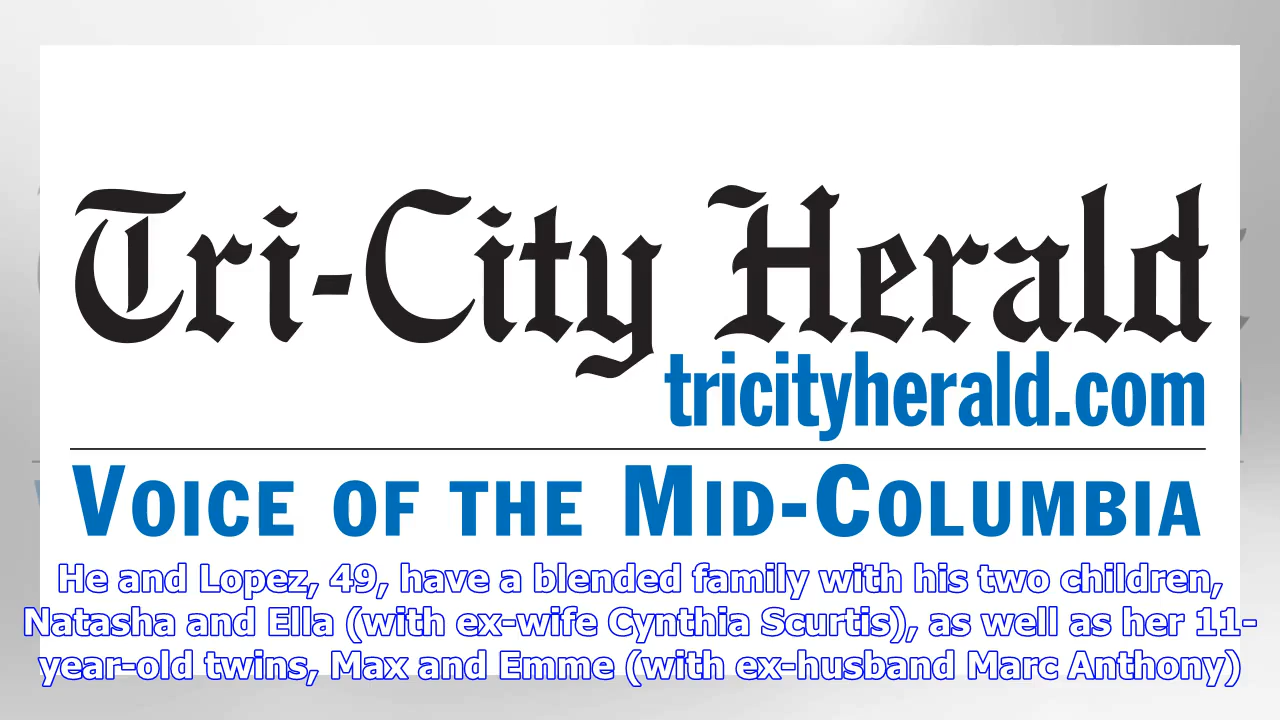 Tri-City Herald
tricityherald.com
VOICE OF THE MID-COLUMBIA
He and Lopez, 49, have a blended family with his two children,
Natasha and Ella (with ex-wife Cynthia Scurtis), as well as her 11-
year-old twins, Max and Emme (with ex-husband Marc Anthony)